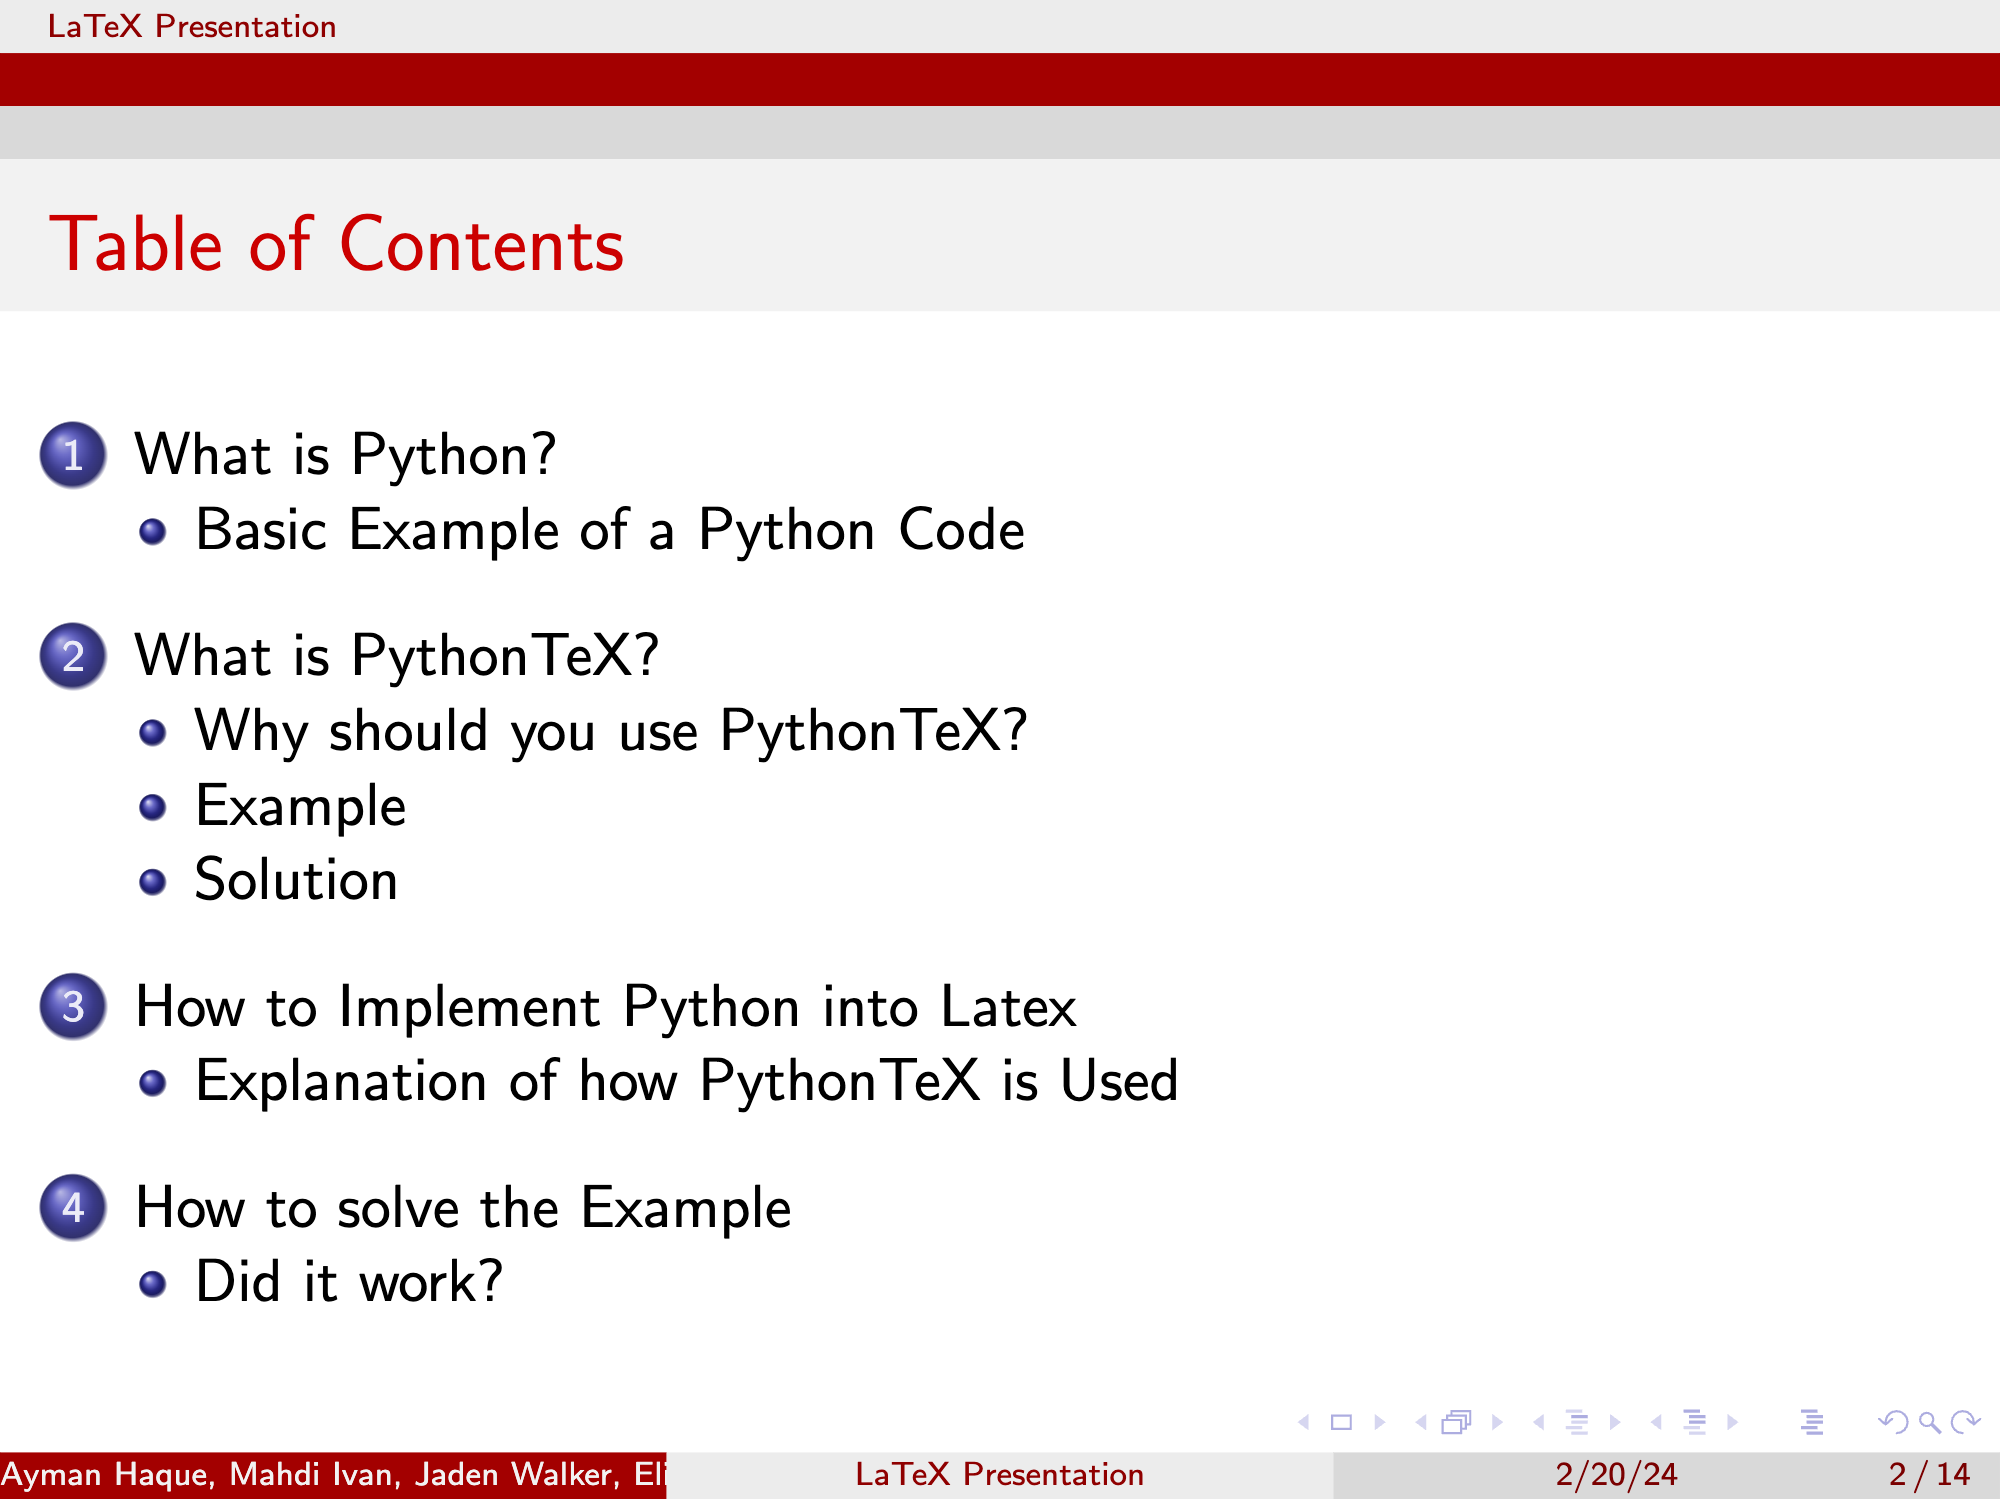 LaTeX Presentation
Table of Contents
1 What is Python?
Basic Example of a Python Code
2 What is PythonTeX?
Why should you use PythonTeX?
Example
Solution
3 How to Implement Python into Latex
Explanation of how PythonTeX is Used
4 How to solve the Example
Did it work?
Ayman Haque, Mahdi Ivan, Jaden Walker, Eli LaTeX Presentation 2/20/24 2 / 14